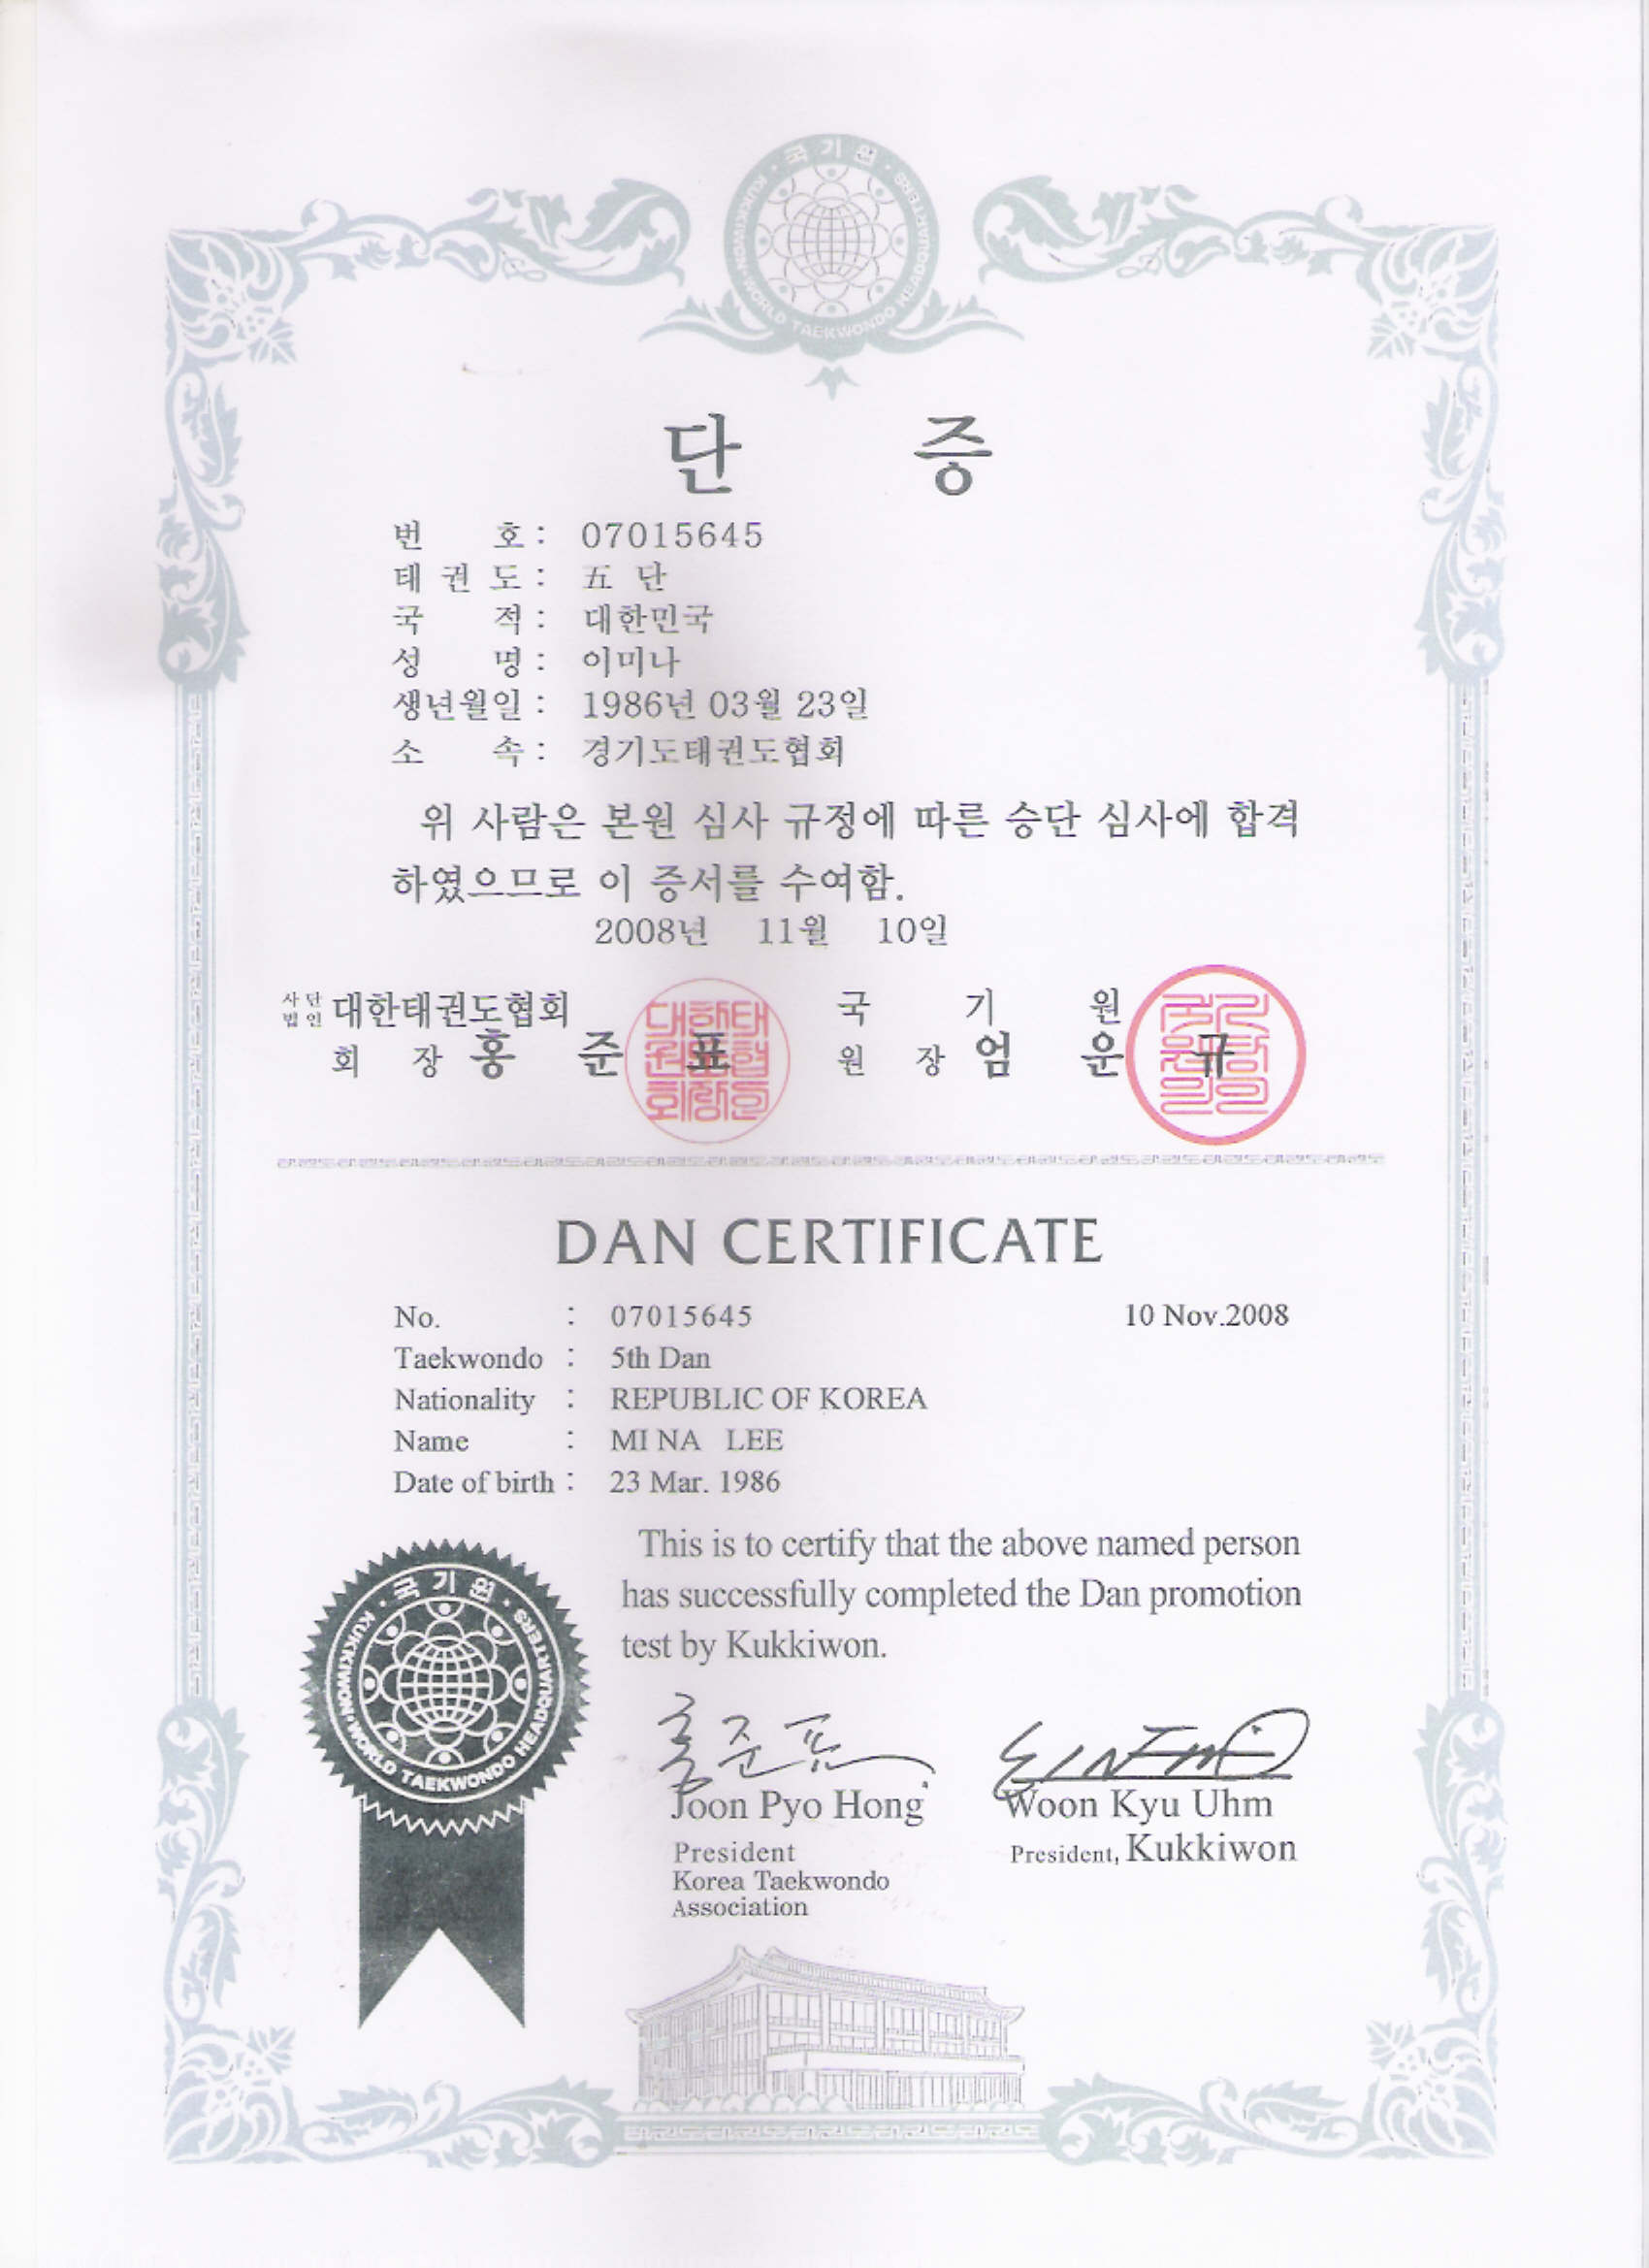 · 국기원 ·
KUKKIWON · WORLD TAEKWONDO HEADQUARTERS
단 증
번 호 : 07015645
태 권 도 : 五 단
국 적 : 대한민국
성 명 : 이미나
생년월일 : 1986년 03월 23일
소 속 : 경기도태권도협회
위 사람은 본원 심사 규정에 따른 승단 심사에 합격
하였으므로 이 증서를 수여함.
2008년 11월 10일
사단법인 대한태권도협회 국 기 원
회 장 홍 준 표 원 장 엄 운 규
DAN CERTIFICATE
No. : 07015645 10 Nov.2008
Taekwondo : 5th Dan
Nationality : REPUBLIC OF KOREA
Name : MI NA LEE
Date of birth : 23 Mar. 1986
This is to certify that the above named person
has successfully completed the Dan promotion
test by Kukkiwon.
· 국기원 ·
KUKKIWON · WORLD TAEKWONDO HEADQUARTERS
홍준표
Joon Pyo Hong Woon Kyu Uhm
President President, Kukkiwon
Korea Taekwondo
Association